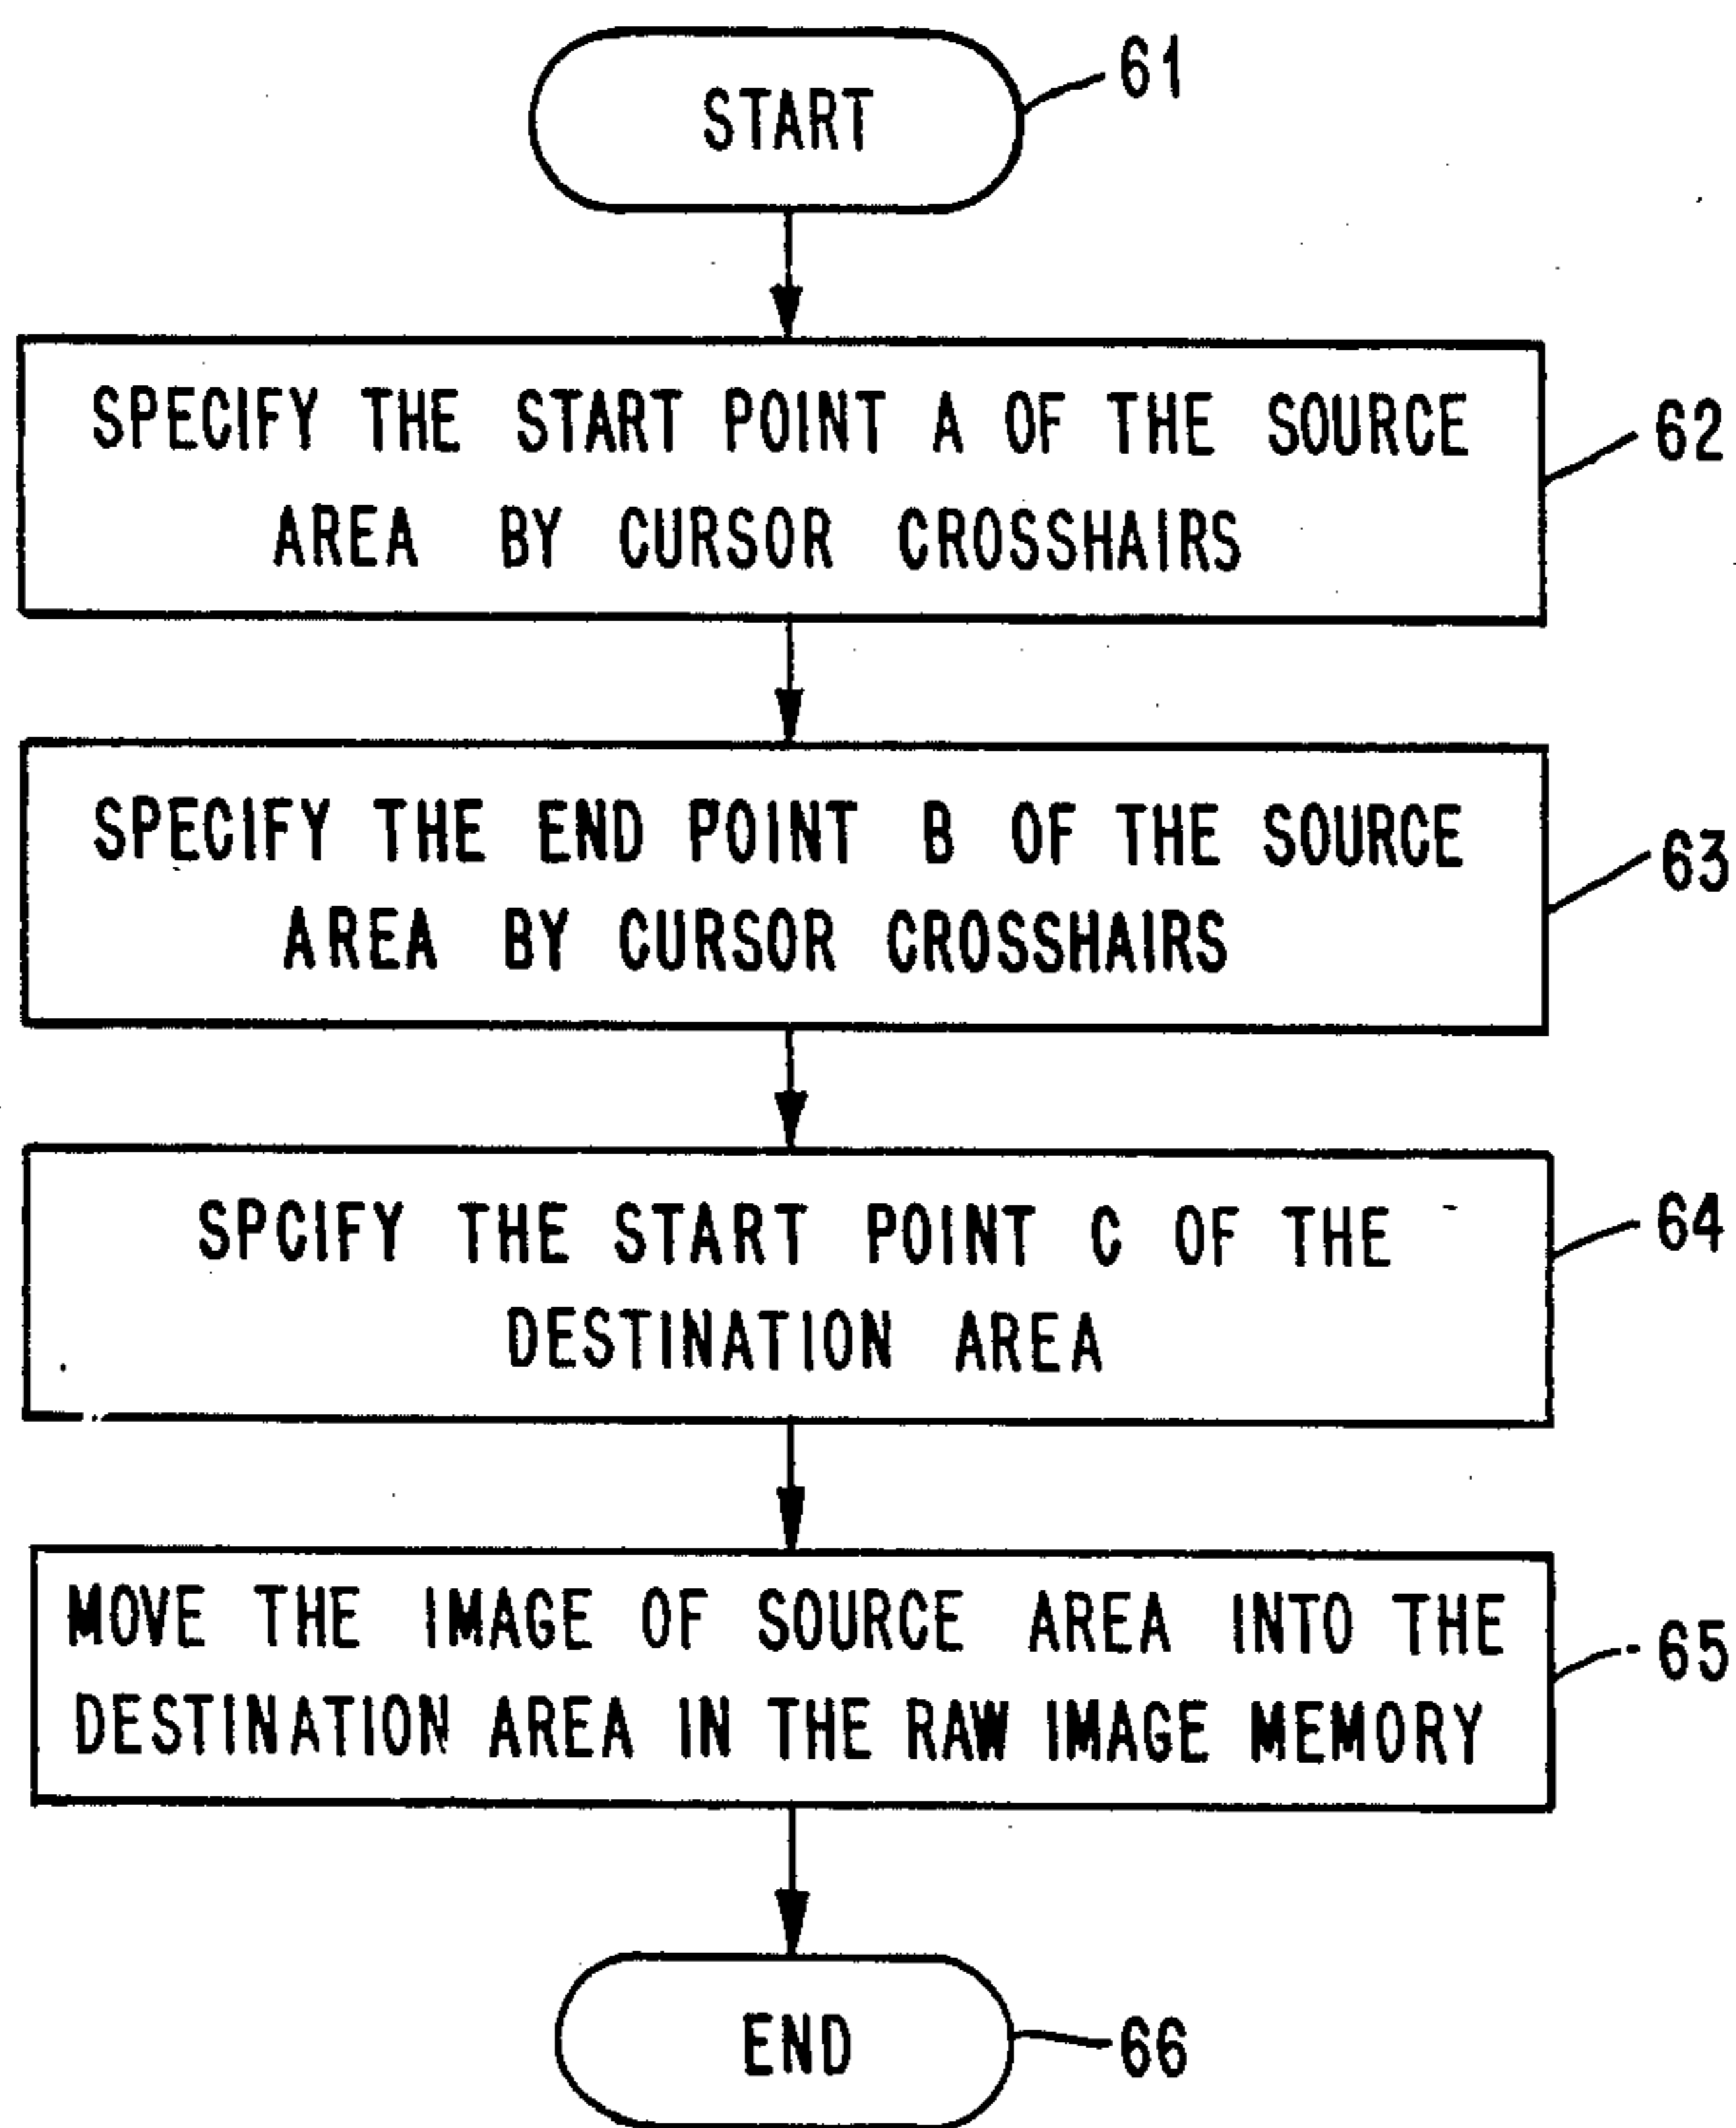 START
61
SPECIFY THE START POINT A OF THE SOURCE
AREA BY CURSOR CROSSHAIRS
62
SPECIFY THE END POINT B OF THE SOURCE
AREA BY CURSOR CROSSHAIRS
63
SPCIFY THE START POINT C OF THE
DESTINATION AREA
64
MOVE THE IMAGE OF SOURCE AREA INTO THE
DESTINATION AREA IN THE RAW IMAGE MEMORY
65
END
66